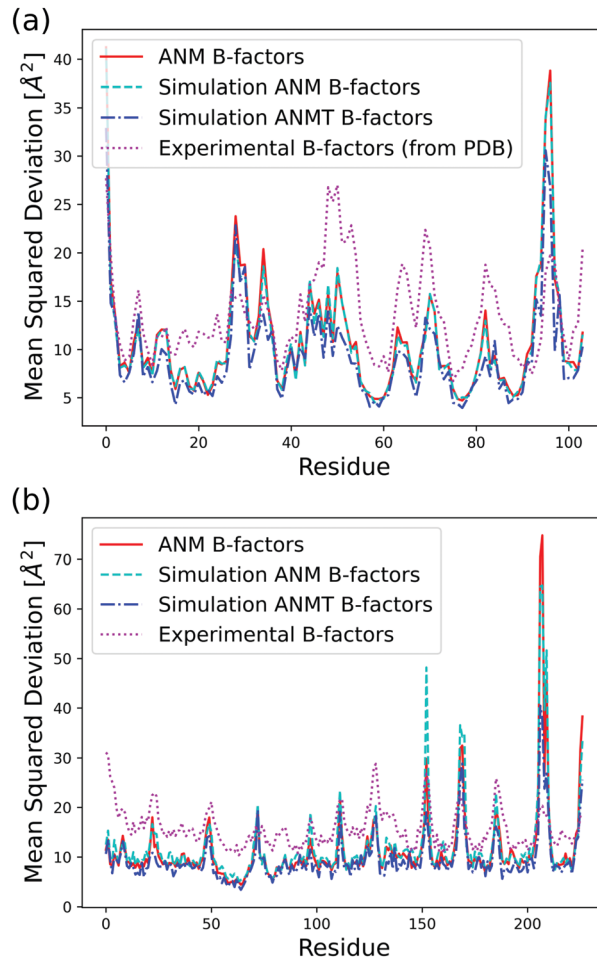 (a)
Mean Squared Deviation [Å²]
40
35
30
25
20
15
10
5
ANM B-factors
Simulation ANM B-factors
Simulation ANMT B-factors
Experimental B-factors (from PDB)
0 20 40 60 80 100
Residue
(b)
Mean Squared Deviation [Å²]
70
60
50
40
30
20
10
0
ANM B-factors
Simulation ANM B-factors
Simulation ANMT B-factors
Experimental B-factors
0 50 100 150 200
Residue